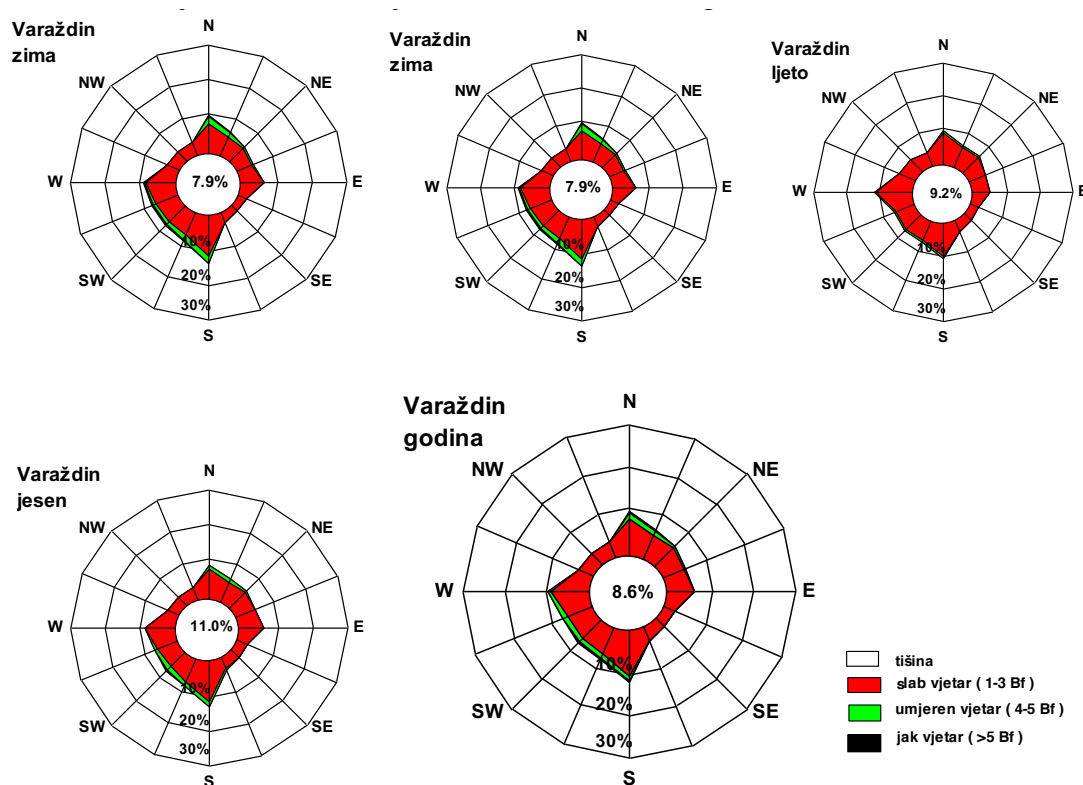 Varaždin
zima
N
NE
E
SE
S
SW
W
NW
7.9%
10%
20%
30%
Varaždin
zima
N
NE
E
SE
S
SW
W
NW
7.9%
10%
20%
30%
Varaždin
ljeto
N
NE
E
SE
S
SW
W
NW
9.2%
10%
20%
30%
Varaždin
jesen
N
NE
E
SE
S
SW
W
NW
11.0%
10%
20%
30%
Varaždin
godina
N
NE
E
SE
S
SW
W
NW
8.6%
10%
20%
30%
tišina
slab vjetar ( 1-3 Bf )
umjeren vjetar ( 4-5 Bf )
jak vjetar ( >5 Bf )